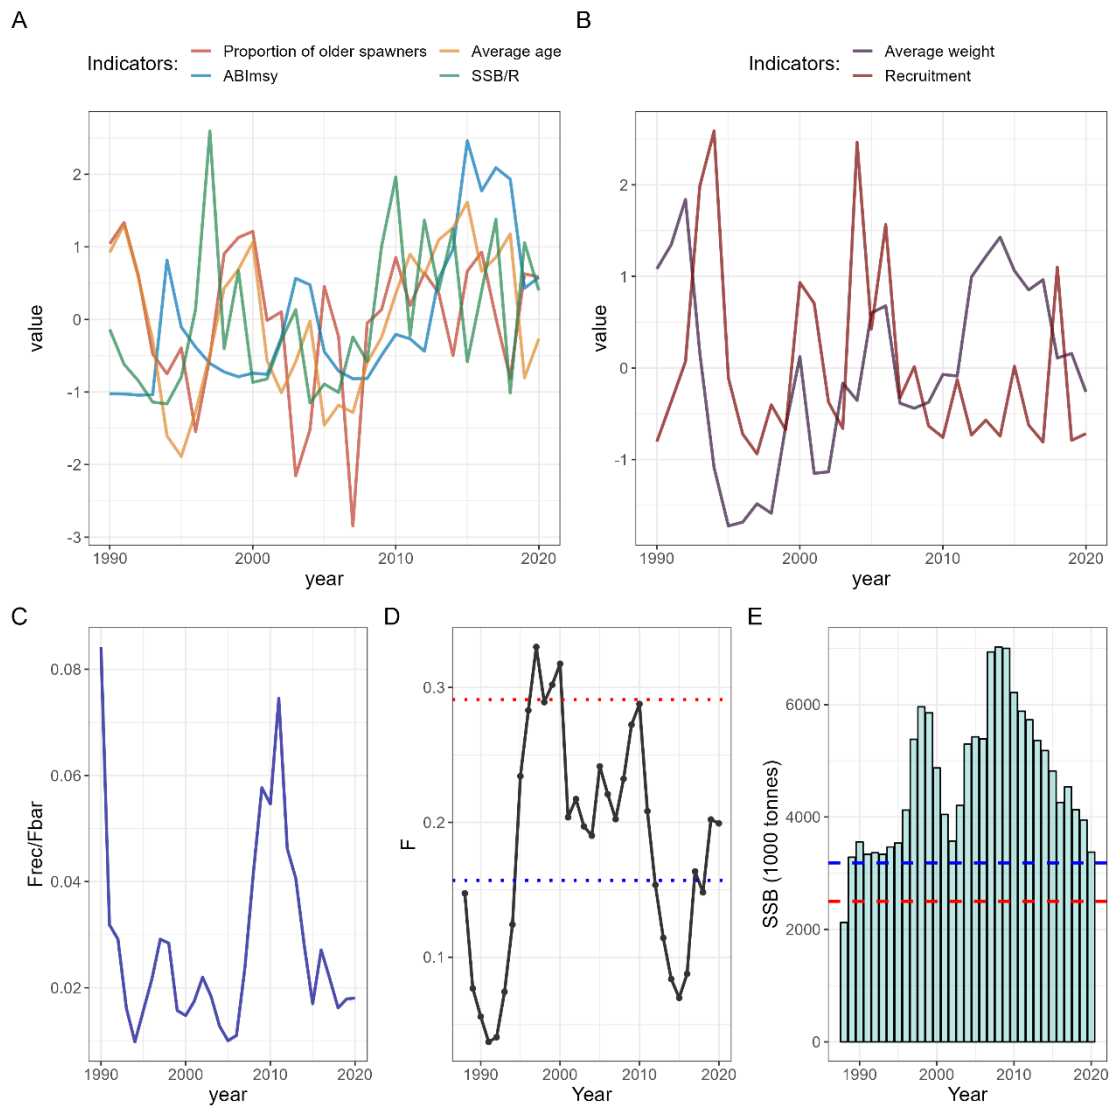 A
Indicators:
Proportion of older spawners
Average age
ABImsy
SSB/R
value
2
1
0
-1
-2
-3
1990
2000
2010
2020
year
B
Indicators:
Average weight
Recruitment
value
2
1
0
-1
1990
2000
2010
2020
year
C
Frec/Fbar
0.08
0.06
0.04
0.02
1990
2000
2010
2020
year
D
F
0.3
0.2
0.1
1990
2000
2010
2020
Year
E
SSB (1000 tonnes)
6000
4000
2000
0
1990
2000
2010
2020
Year